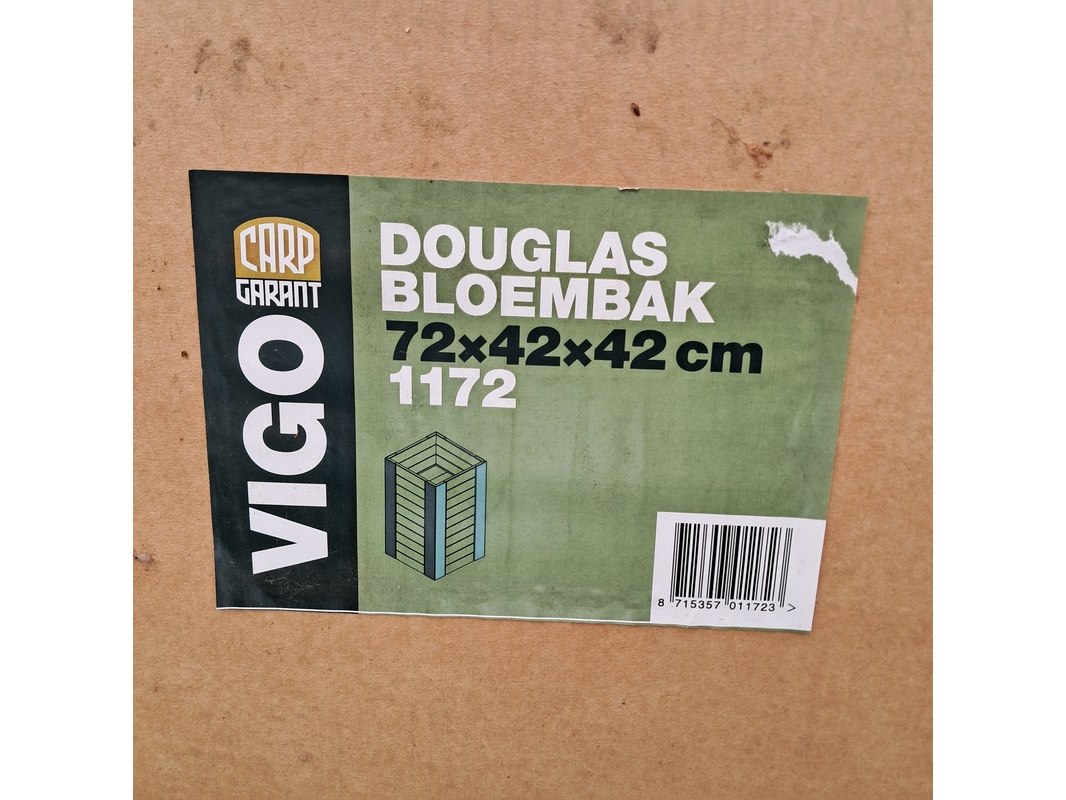 CARP
GARANT
VIGO
DOUGLAS
BLOEMBAK
72×42×42 cm
1172
8 715357 011723 >